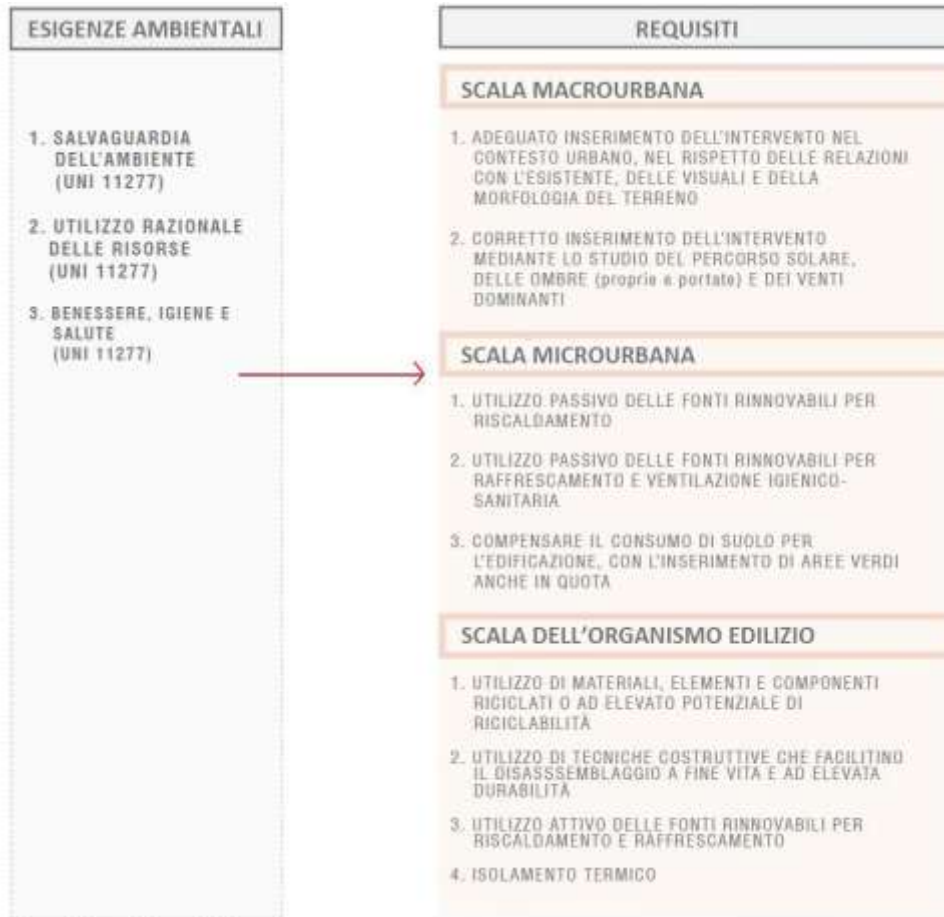 ESIGENZE AMBIENTALI
1. SALVAGUARDIA
DELL'AMBIENTE
(UNI 11277)
2. UTILIZZO RAZIONALE
DELLE RISORSE
(UNI 11277)
3. BENESSERE, IGIENE E
SALUTE
(UNI 11277)
REQUISITI
SCALA MACROURBANA
1. ADEGUATO INSERIMENTO DELL'INTERVENTO NEL
CONTESTO URBANO, NEL RISPETTO DELLE RELAZIONI
CON L'ESISTENTE, DELLE VISUALI E DELLA
MORFOLOGIA DEL TERRENO
2. CORRETTO INSERIMENTO DELL'INTERVENTO
MEDIANTE LO STUDIO DEL PERCORSO SOLARE,
DELLE OMBRE (proprie e portate) E DEI VENTI
DOMINANTI
SCALA MICROURBANA
1. UTILIZZO PASSIVO DELLE FONTI RINNOVABILI PER
RISCALDAMENTO
2. UTILIZZO PASSIVO DELLE FONTI RINNOVABILI PER
RAFFRESCAMENTO E VENTILAZIONE IGIENICO-
SANITARIA
3. COMPENSARE IL CONSUMO DI SUOLO PER
L'EDIFICAZIONE, CON L'INSERIMENTO DI AREE VERDI
ANCHE IN QUOTA
SCALA DELL'ORGANISMO EDILIZIO
1. UTILIZZO DI MATERIALI, ELEMENTI E COMPONENTI
RICICLATI O AD ELEVATO POTENZIALE DI
RICICLABILITÀ
2. UTILIZZO DI TECNICHE COSTRUTTIVE CHE FACILITINO
IL DISASSSEMBLAGGIO A FINE VITA E AD ELEVATA
DURABILITÀ
3. UTILIZZO ATTIVO DELLE FONTI RINNOVABILI PER
RISCALDAMENTO E RAFFRESCAMENTO
4. ISOLAMENTO TERMICO